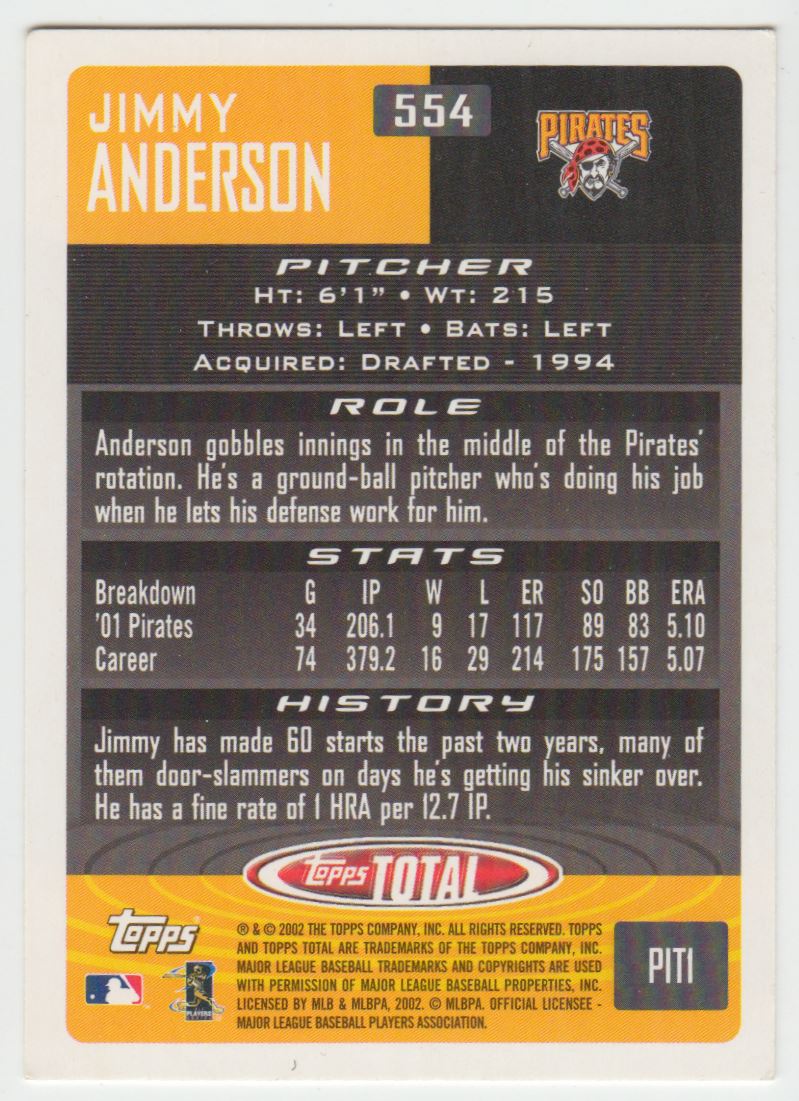 JIMMY
ANDERSON
554
PIRATES
PITCHER
HT: 6'1" • WT: 215
THROWS: LEFT • BATS: LEFT
ACQUIRED: DRAFTED - 1994
ROLE
Anderson gobbles innings in the middle of the Pirates'
rotation. He's a ground-ball pitcher who's doing his job
when he lets his defense work for him.
STATS
Breakdown G IP W L ER SO BB ERA
'01 Pirates 34 206.1 9 17 117 89 83 5.10
Career 74 379.2 16 29 214 175 157 5.07
HISTORY
Jimmy has made 60 starts the past two years, many of
them door-slammers on days he's getting his sinker over.
He has a fine rate of 1 HRA per 12.7 IP.
Topps TOTAL
Topps
® & © 2002 THE TOPPS COMPANY, INC. ALL RIGHTS RESERVED. TOPPS
AND TOPPS TOTAL ARE TRADEMARKS OF THE TOPPS COMPANY, INC.
MAJOR LEAGUE BASEBALL TRADEMARKS AND COPYRIGHTS ARE USED
WITH PERMISSION OF MAJOR LEAGUE BASEBALL PROPERTIES, INC.
LICENSED BY MLB & MLBPA, 2002. © MLBPA. OFFICIAL LICENSEE -
MAJOR LEAGUE BASEBALL PLAYERS ASSOCIATION.
PIT1
PLAYERS